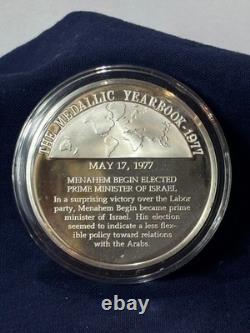 THE MEDALLIC YEARBOOK-1977
MAY 17, 1977
MENAHEM BEGIN ELECTED
PRIME MINISTER OF ISRAEL
In a surprising victory over the Labor
party, Menahem Begin became prime
minister of Israel. His election
seemed to indicate a less flex-
ible policy toward relations
with the Arabs.
Copyright © ebay